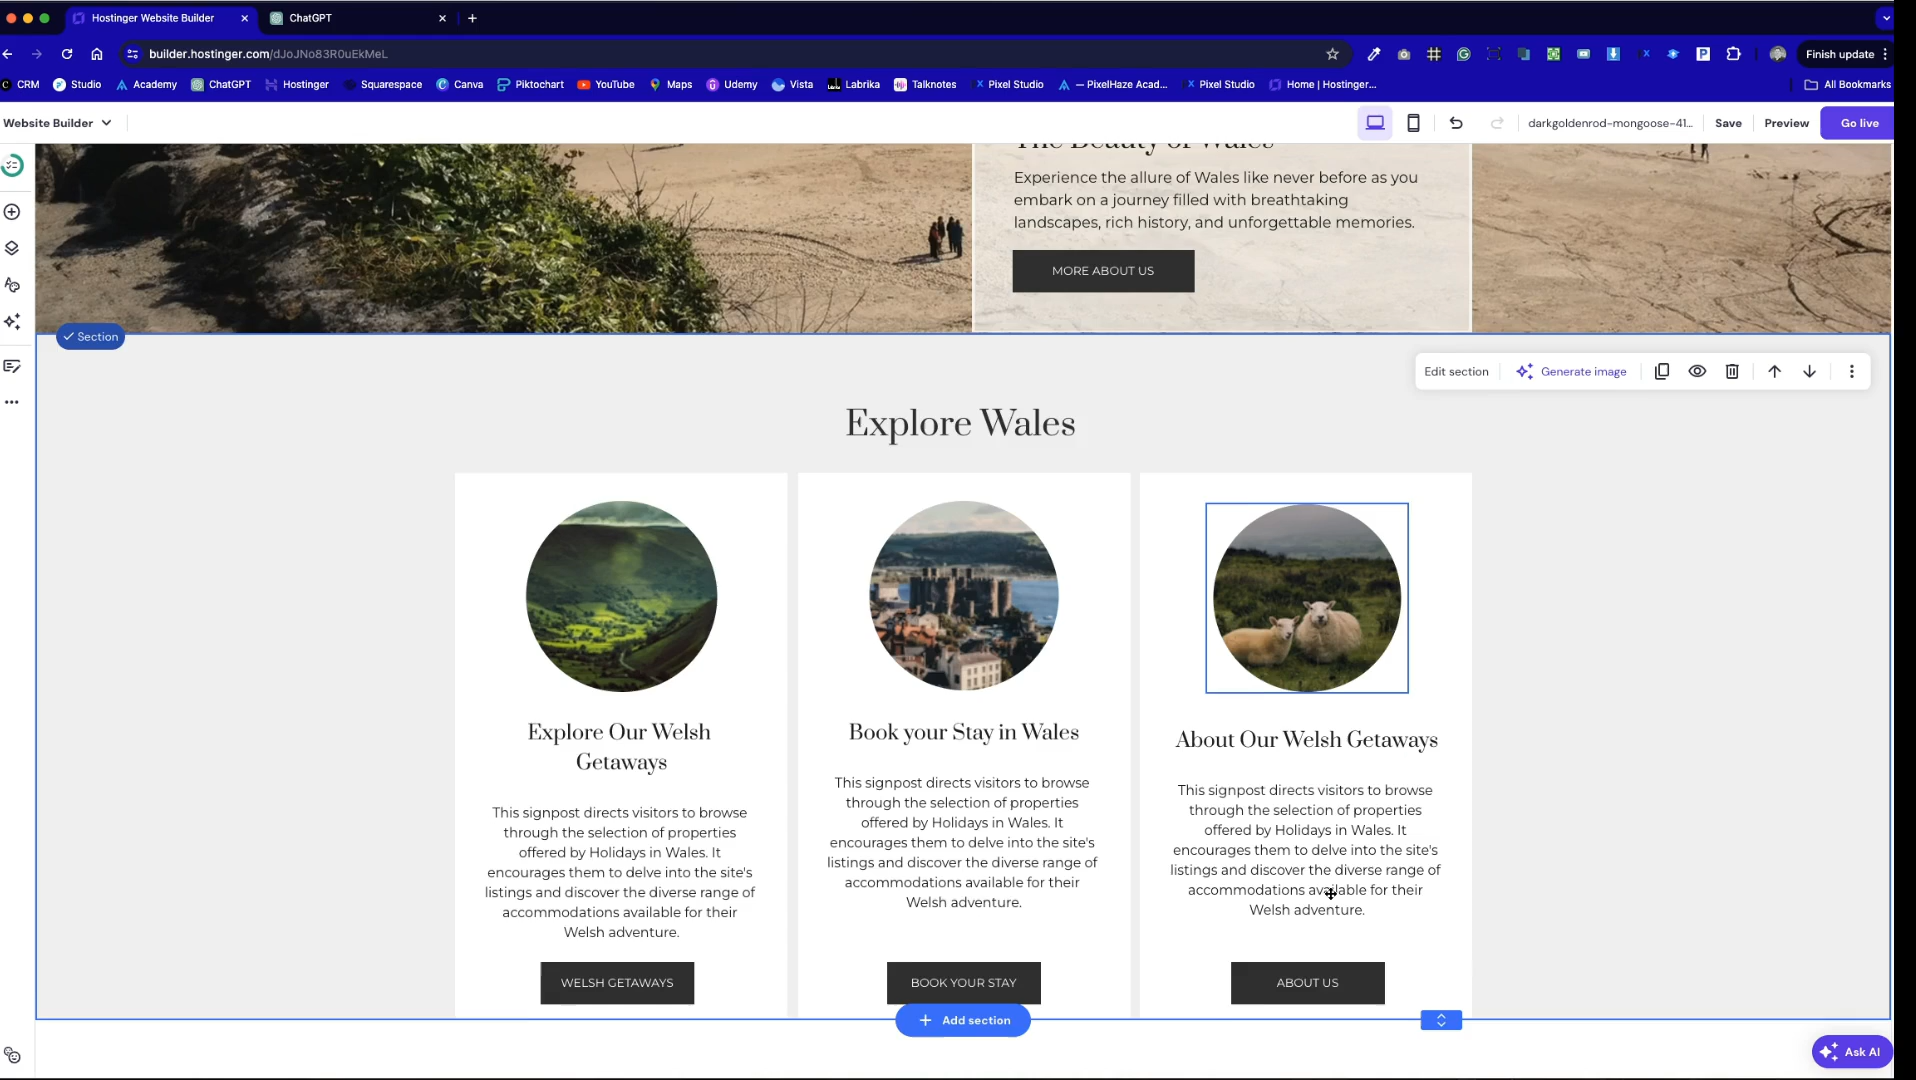 Hostinger Website Builder
ChatGPT
builder.hostinger.com/dJoJNo83R0uEkMeL
Finish update
CRM
Studio
Academy
ChatGPT
Hostinger
Squarespace
Canva
Piktochart
YouTube
Maps
Udemy
Vista
Labrika
Talknotes
Pixel Studio
— PixelHaze Acad...
Pixel Studio
Home | Hostinger...
All Bookmarks
Website Builder
darkgoldenrod-mongoose-41...
Save
Preview
Go live
The Beauty of Wales
Experience the allure of Wales like never before as you
embark on a journey filled with breathtaking
landscapes, rich history, and unforgettable memories.
MORE ABOUT US
Section
Edit section
Generate image
Explore Wales
Explore Our Welsh
Getaways
This signpost directs visitors to browse
through the selection of properties
offered by Holidays in Wales. It
encourages them to delve into the site's
listings and discover the diverse range of
accommodations available for their
Welsh adventure.
WELSH GETAWAYS
Book your Stay in Wales
This signpost directs visitors to browse
through the selection of properties
offered by Holidays in Wales. It
encourages them to delve into the site's
listings and discover the diverse range of
accommodations available for their
Welsh adventure.
BOOK YOUR STAY
About Our Welsh Getaways
This signpost directs visitors to browse
through the selection of properties
offered by Holidays in Wales. It
encourages them to delve into the site's
listings and discover the diverse range of
accommodations available for their
Welsh adventure.
ABOUT US
Add section
Ask AI